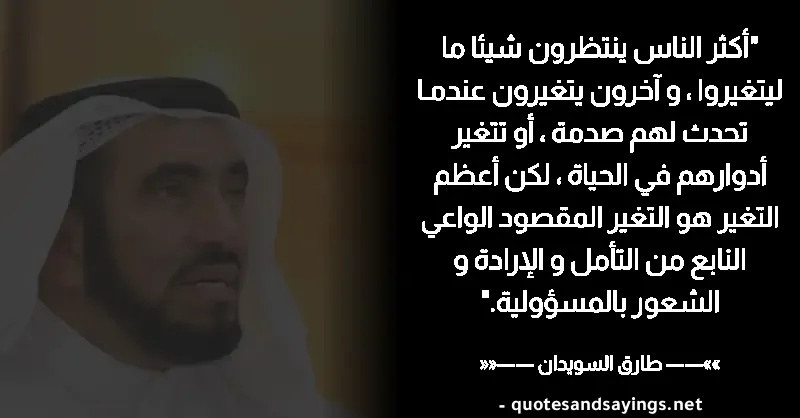 "أكثر الناس ينتظرون شيئا ما
ليتغيروا ، و آخرون يتغيرون عندما
تحدث لهم صدمة ، أو تتغير
أدوارهم في الحياة ، لكن أعظم
التغير هو التغير المقصود الواعي
النابع من التأمل و الإرادة و
الشعور بالمسؤولية."
»»—— طارق السويدان ——««
- quotesandsayings.net